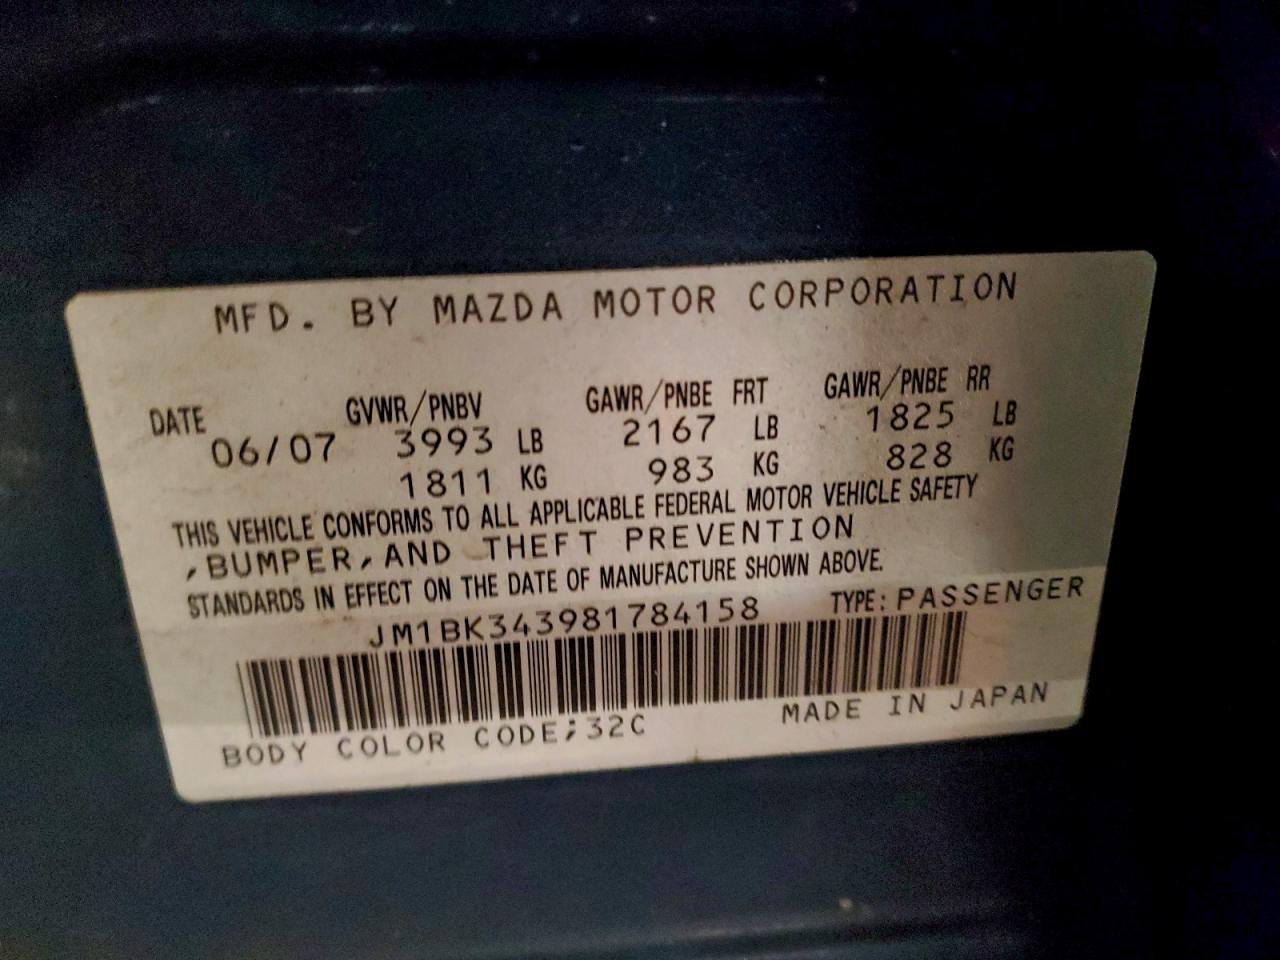 MFD. BY MAZDA MOTOR CORPORATION
DATE GVWR/PNBV GAWR/PNBE FRT GAWR/PNBE RR
06/07 3993 LB 2167 LB 1825 LB
1811 KG 983 KG 828 KG
THIS VEHICLE CONFORMS TO ALL APPLICABLE FEDERAL MOTOR VEHICLE SAFETY
,BUMPER,AND THEFT PREVENTION
STANDARDS IN EFFECT ON THE DATE OF MANUFACTURE SHOWN ABOVE.
JM1BK343981784158 TYPE: PASSENGER
BODY COLOR CODE;32C MADE IN JAPAN